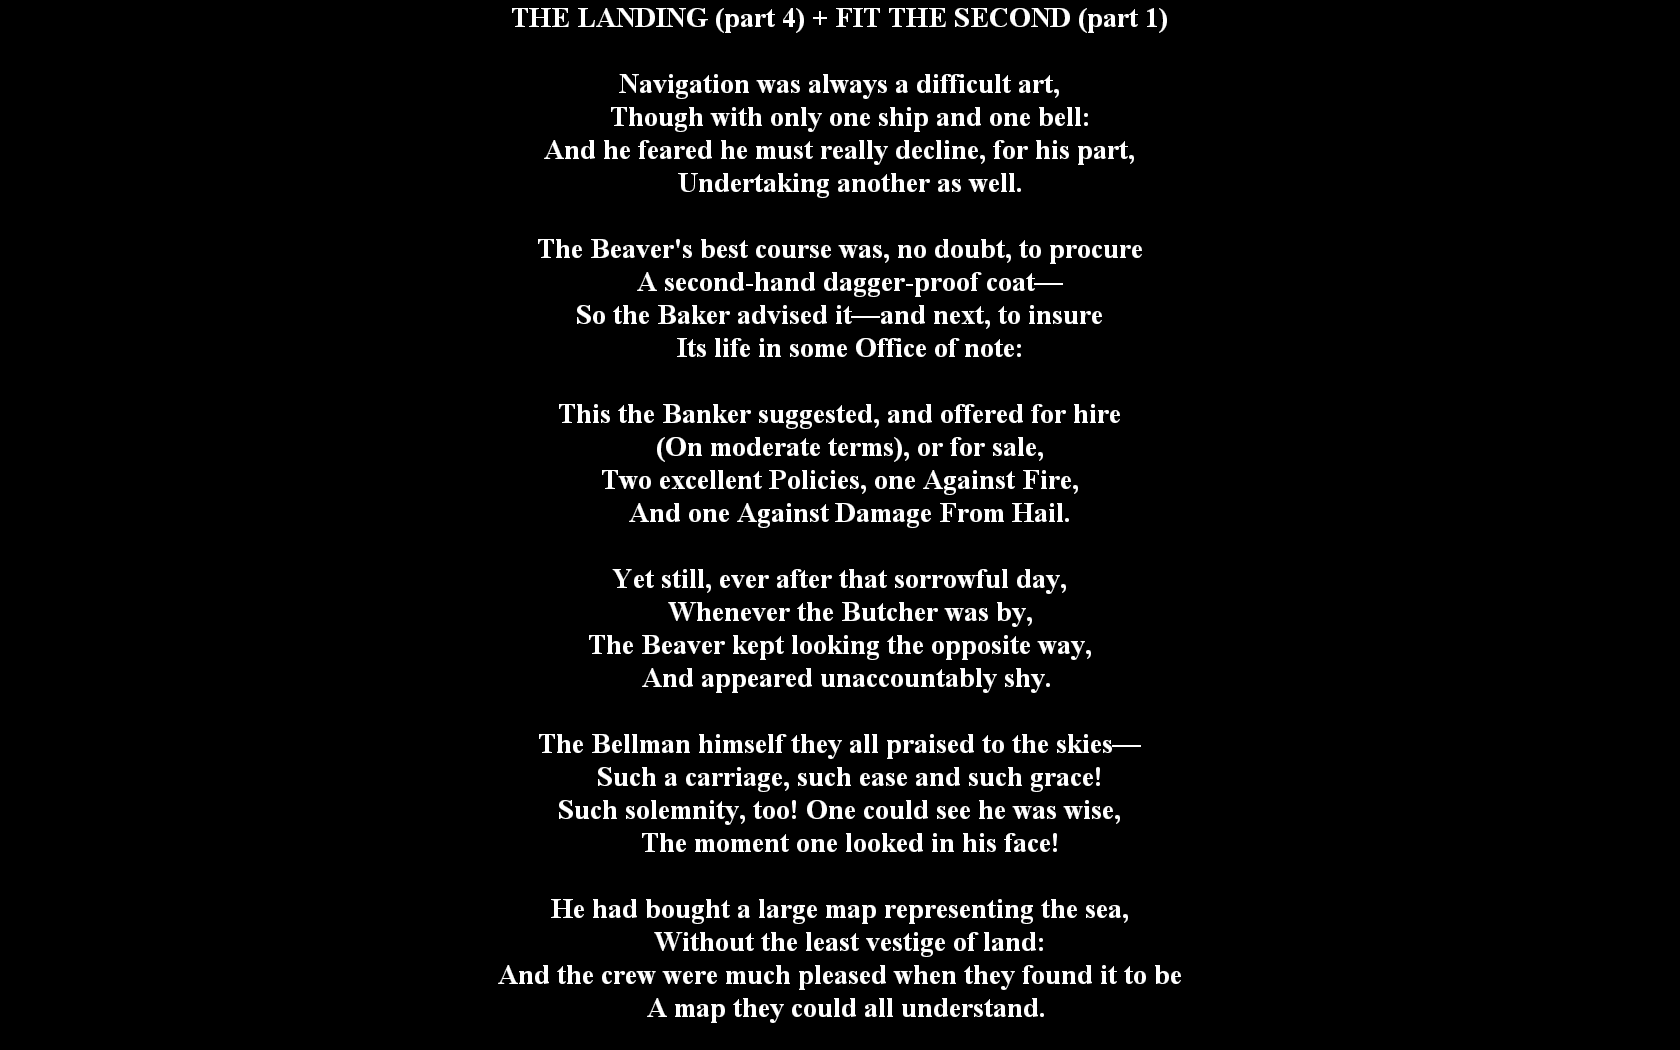 THE LANDING (part 4) + FIT THE SECOND (part 1)

Navigation was always a difficult art,
Though with only one ship and one bell:
And he feared he must really decline, for his part,
Undertaking another as well.

The Beaver's best course was, no doubt, to procure
A second-hand dagger-proof coat—
So the Baker advised it—and next, to insure
Its life in some Office of note:

This the Banker suggested, and offered for hire
(On moderate terms), or for sale,
Two excellent Policies, one Against Fire,
And one Against Damage From Hail.

Yet still, ever after that sorrowful day,
Whenever the Butcher was by,
The Beaver kept looking the opposite way,
And appeared unaccountably shy.

The Bellman himself they all praised to the skies—
Such a carriage, such ease and such grace!
Such solemnity, too! One could see he was wise,
The moment one looked in his face!

He had bought a large map representing the sea,
Without the least vestige of land:
And the crew were much pleased when they found it to be
A map they could all understand.